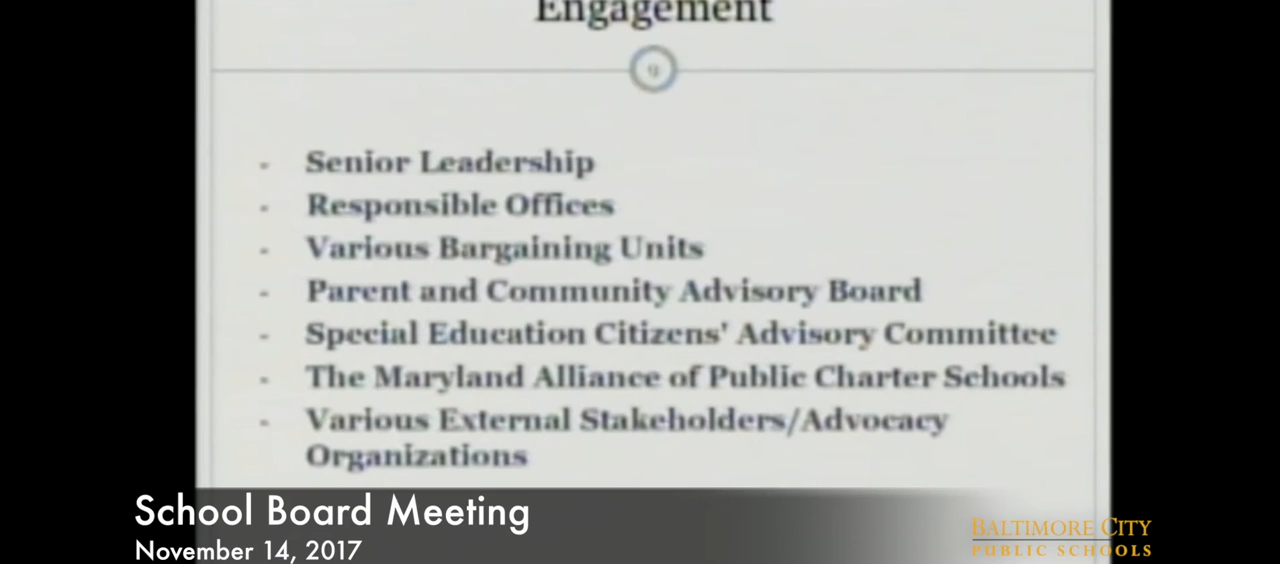 Engagement
9
- Senior Leadership
- Responsible Offices
- Various Bargaining Units
- Parent and Community Advisory Board
- Special Education Citizens' Advisory Committee
- The Maryland Alliance of Public Charter Schools
- Various External Stakeholders/Advocacy
Organizations
School Board Meeting
November 14, 2017
BALTIMORE CITY
PUBLIC SCHOOLS